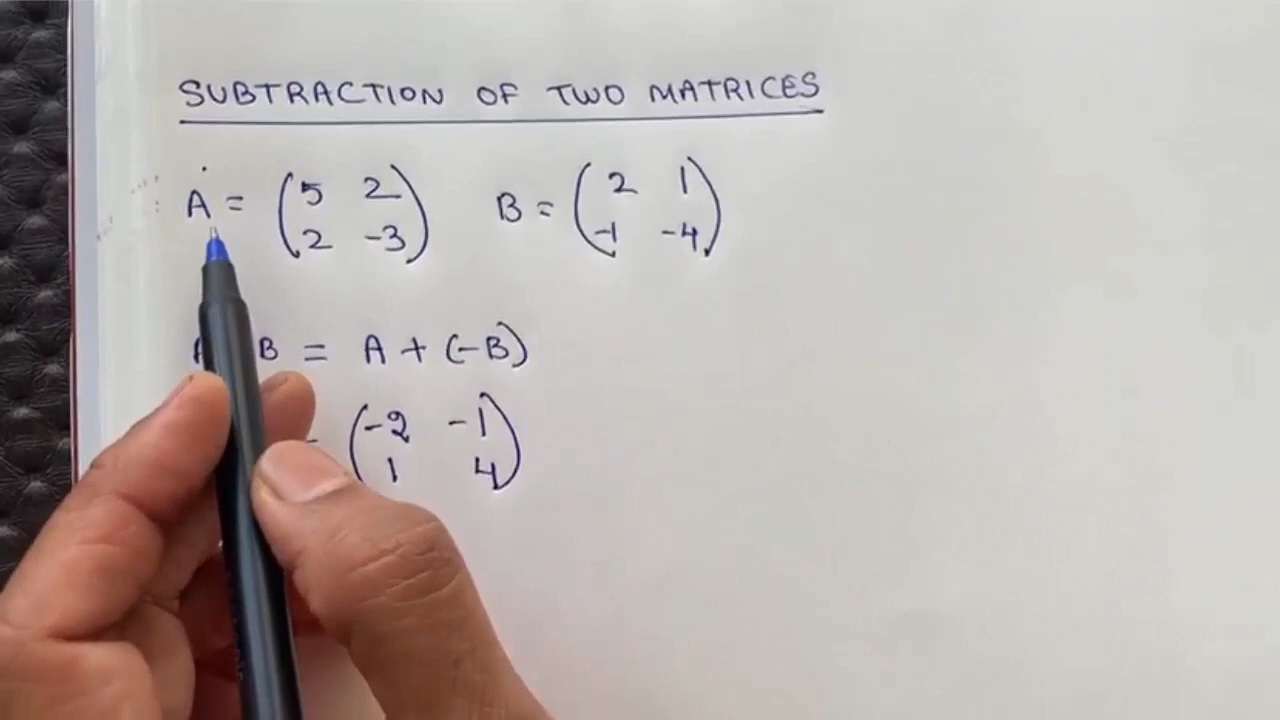 SUBTRACTION OF TWO MATRICES
A = (5 2 2 -3) B = (2 1 -1 -4)
B = A + (-B)
(-2 -1 1 4)